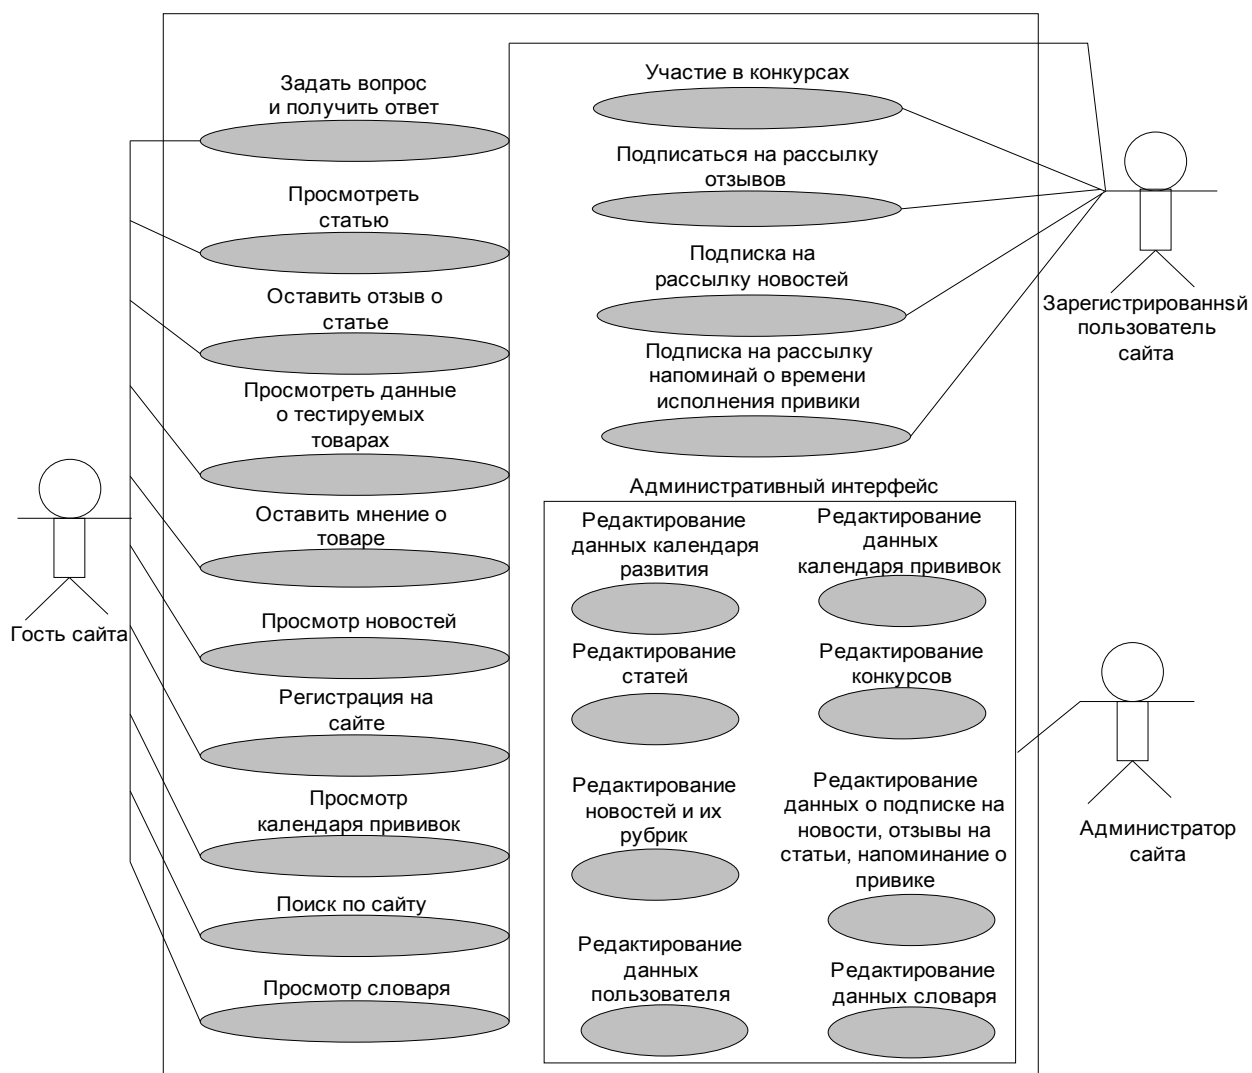 Задать вопрос
и получить ответ
Просмотреть
статью
Оставить отзыв о
статье
Просмотреть данные
о тестируемых
товарах
Оставить мнение о
товаре
Просмотр новостей
Регистрация на
сайте
Просмотр
календаря прививок
Поиск по сайту
Просмотр словаря
Гость сайта
Участие в конкурсах
Подписаться на рассылку
отзывов
Подписка на
рассылку новостей
Подписка на рассылку
напоминай о времени
исполнения привики
Зарегистрированнsй
пользователь
сайта
Административный интерфейс
Редактирование
данных календаря
развития
Редактирование
данных
календаря прививок
Редактирование
статей
Редактирование
конкурсов
Редактирование
новостей и их
рубрик
Редактирование
данных о подписке на
новости, отзывы на
статьи, напоминание о
привике
Редактирование
данных
пользователя
Редактирование
данных словаря
Администратор
сайта